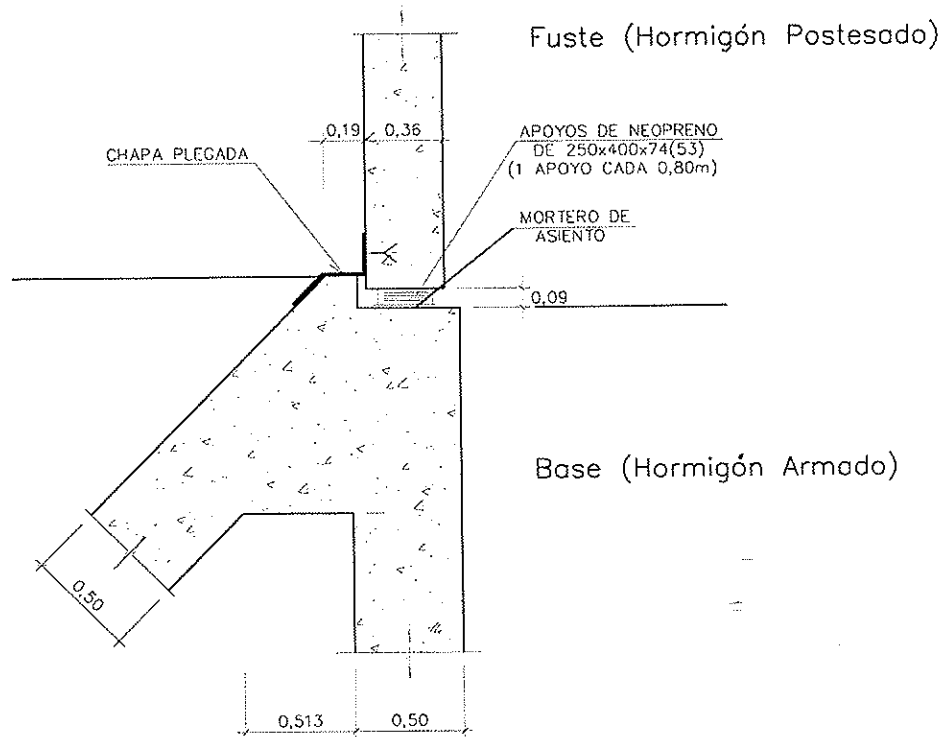 Fuste (Hormigón Postesado)
0,19
0,36
CHAPA PLEGADA
APOYOS DE NEOPRENO
DE 250x400x74(53)
(1 APOYO CADA 0,80m)
MORTERO DE
ASIENTO
0,09
Base (Hormigón Armado)
0,50
0,513
0,50